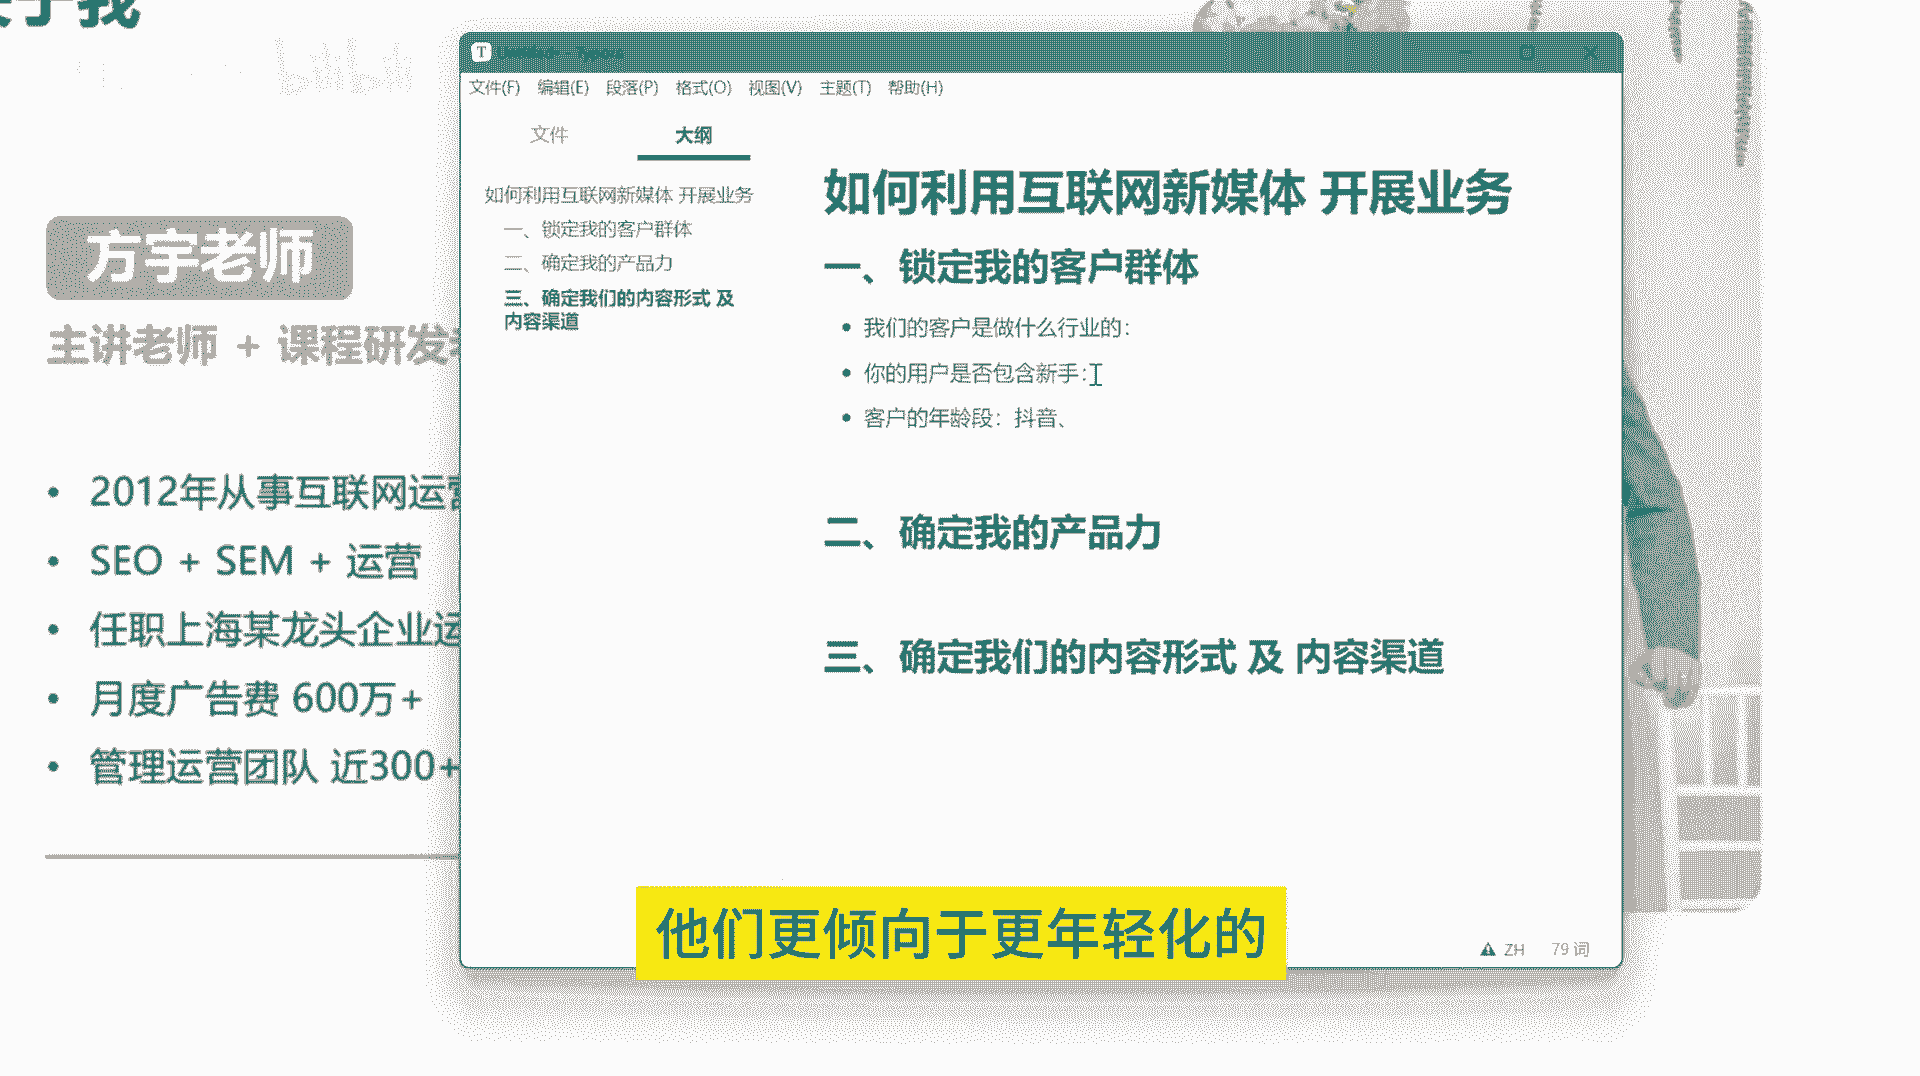 关于我
bilibili
T
文件(F) 编辑(E) 段落(P) 格式(O) 视图(V) 主题(T) 帮助(H)
文件 大纲
如何利用互联网新媒体 开展业务
一、锁定我的客户群体
二、确定我的产品力
三、确定我们的内容形式 及
内容渠道
如何利用互联网新媒体 开展业务
一、锁定我的客户群体
• 我们的客户是做什么行业的：
• 你的用户是否包含新手：
• 客户的年龄段：抖音、
二、确定我的产品力
三、确定我们的内容形式 及 内容渠道
ZH 79 词
方宇老师
主讲老师 + 课程研发
• 2012年从事互联网运营
• SEO + SEM + 运营
• 任职上海某龙头企业运
• 月度广告费 600万+
• 管理运营团队 近300+
他们更倾向于更年轻化的